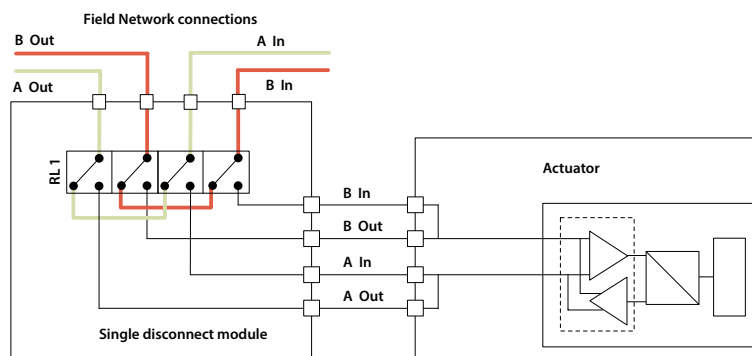 Field Network connections
B Out
A In
A Out
B In
RL 1
Actuator
B In
B Out
A In
A Out
Single disconnect module